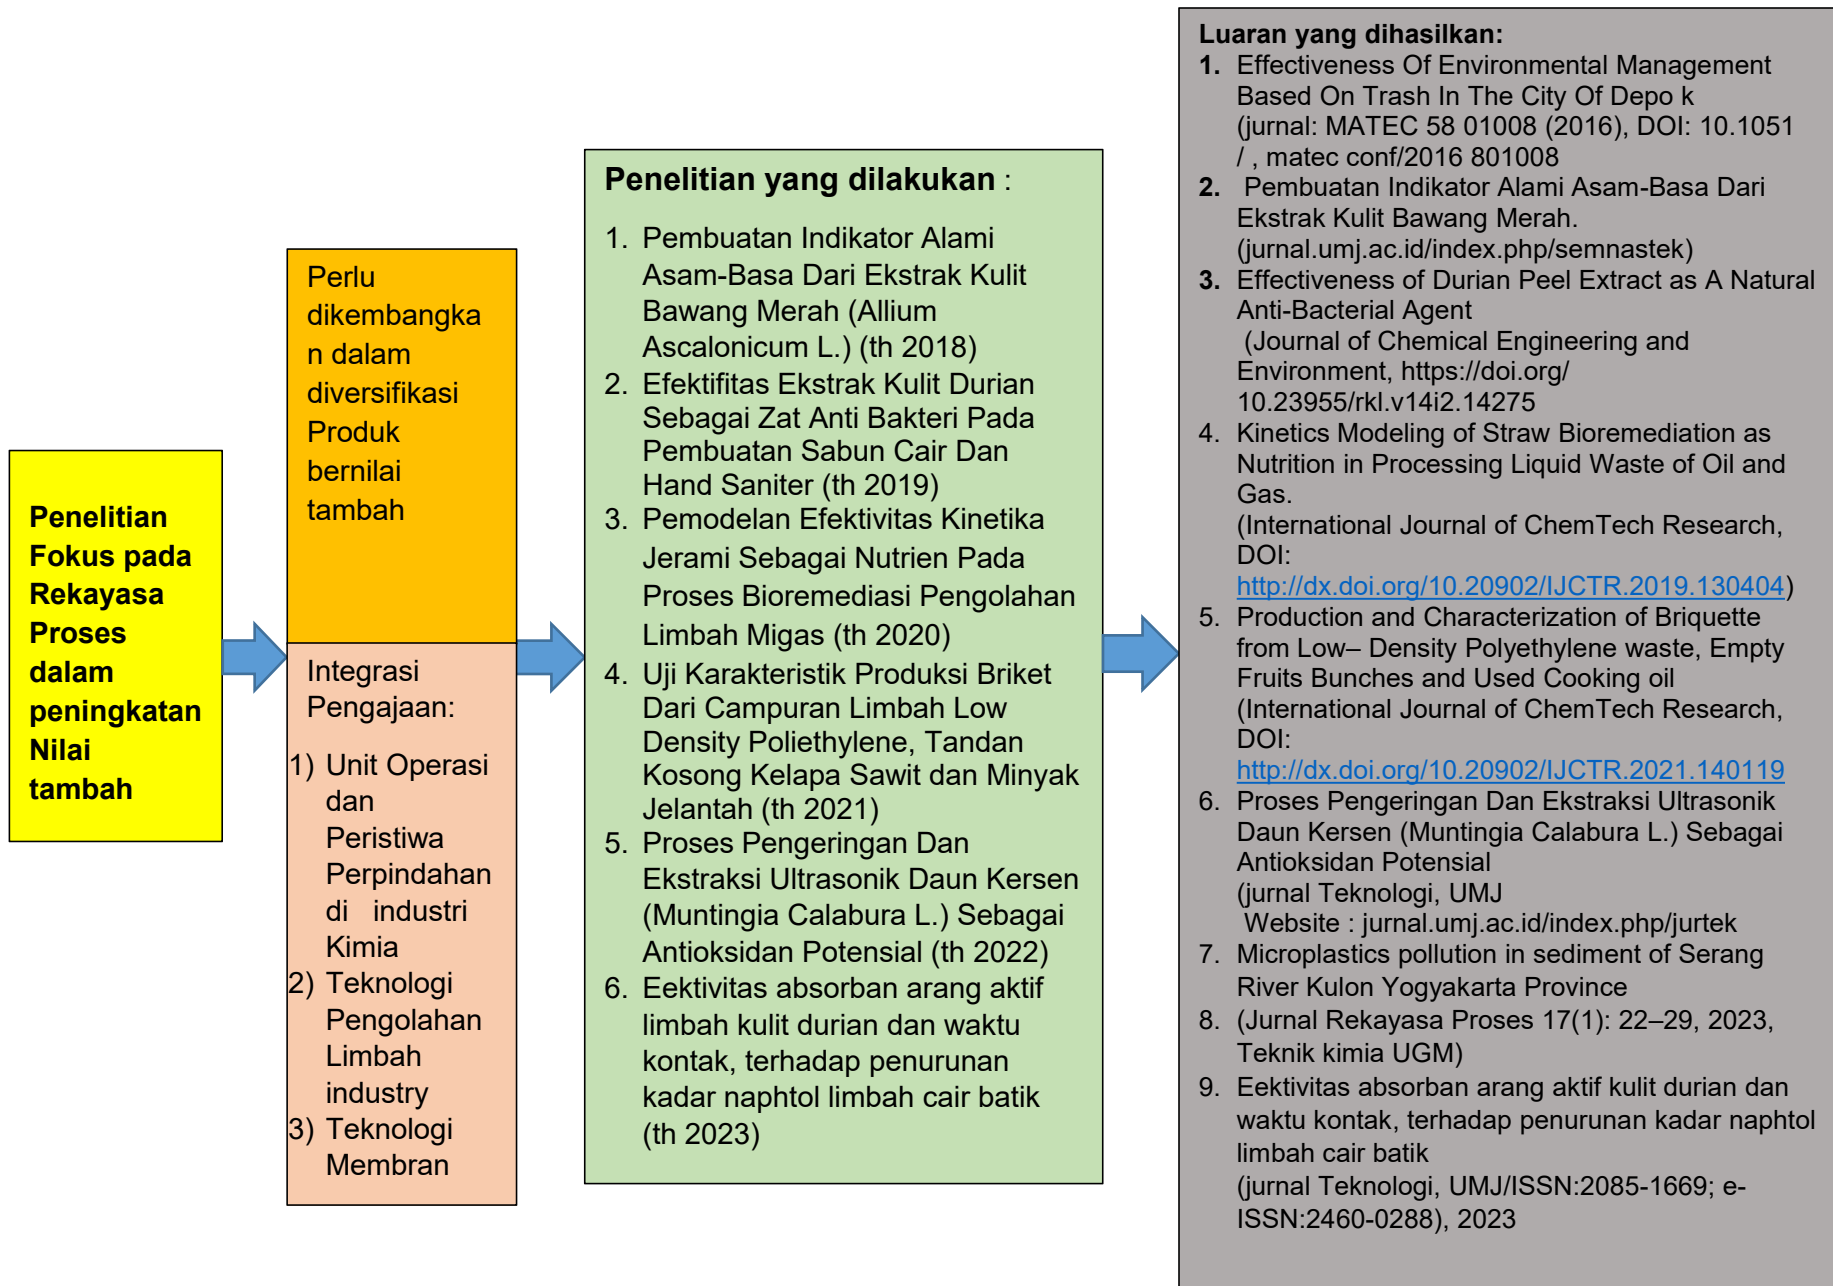 Penelitian
Fokus pada
Rekayasa
Proses
dalam
peningkatan
Nilai
tambah
Perlu
dikembangka
n dalam
diversifikasi
Produk
bernilai
tambah
Integrasi
Pengajaan:
1) Unit Operasi
dan
Peristiwa
Perpindahan
di industri
Kimia
2) Teknologi
Pengolahan
Limbah
industry
3) Teknologi
Membran
Penelitian yang dilakukan :
1. Pembuatan Indikator Alami
Asam-Basa Dari Ekstrak Kulit
Bawang Merah (Allium
Ascalonicum L.) (th 2018)
2. Efektifitas Ekstrak Kulit Durian
Sebagai Zat Anti Bakteri Pada
Pembuatan Sabun Cair Dan
Hand Saniter (th 2019)
3. Pemodelan Efektivitas Kinetika
Jerami Sebagai Nutrien Pada
Proses Bioremediasi Pengolahan
Limbah Migas (th 2020)
4. Uji Karakteristik Produksi Briket
Dari Campuran Limbah Low
Density Poliethylene, Tandan
Kosong Kelapa Sawit dan Minyak
Jelantah (th 2021)
5. Proses Pengeringan Dan
Ekstraksi Ultrasonik Daun Kersen
(Muntingia Calabura L.) Sebagai
Antioksidan Potensial (th 2022)
6. Eektivitas absorban arang aktif
limbah kulit durian dan waktu
kontak, terhadap penurunan
kadar naphtol limbah cair batik
(th 2023)
Luaran yang dihasilkan:
1. Effectiveness Of Environmental Management
Based On Trash In The City Of Depo k
(jurnal: MATEC 58 01008 (2016), DOI: 10.1051
/ , matec conf/2016 801008
2. Pembuatan Indikator Alami Asam-Basa Dari
Ekstrak Kulit Bawang Merah.
(jurnal.umj.ac.id/index.php/semnastek)
3. Effectiveness of Durian Peel Extract as A Natural
Anti-Bacterial Agent
(Journal of Chemical Engineering and
Environment, https://doi.org/
10.23955/rkl.v14i2.14275
4. Kinetics Modeling of Straw Bioremediation as
Nutrition in Processing Liquid Waste of Oil and
Gas.
(International Journal of ChemTech Research,
DOI:
http://dx.doi.org/10.20902/IJCTR.2019.130404)
5. Production and Characterization of Briquette
from Low– Density Polyethylene waste, Empty
Fruits Bunches and Used Cooking oil
(International Journal of ChemTech Research,
DOI:
http://dx.doi.org/10.20902/IJCTR.2021.140119
6. Proses Pengeringan Dan Ekstraksi Ultrasonik
Daun Kersen (Muntingia Calabura L.) Sebagai
Antioksidan Potensial
(jurnal Teknologi, UMJ
Website : jurnal.umj.ac.id/index.php/jurtek
7. Microplastics pollution in sediment of Serang
River Kulon Yogyakarta Province
8. (Jurnal Rekayasa Proses 17(1): 22–29, 2023,
Teknik kimia UGM)
9. Eektivitas absorban arang aktif kulit durian dan
waktu kontak, terhadap penurunan kadar naphtol
limbah cair batik
(jurnal Teknologi, UMJ/ISSN:2085-1669; e-
ISSN:2460-0288), 2023